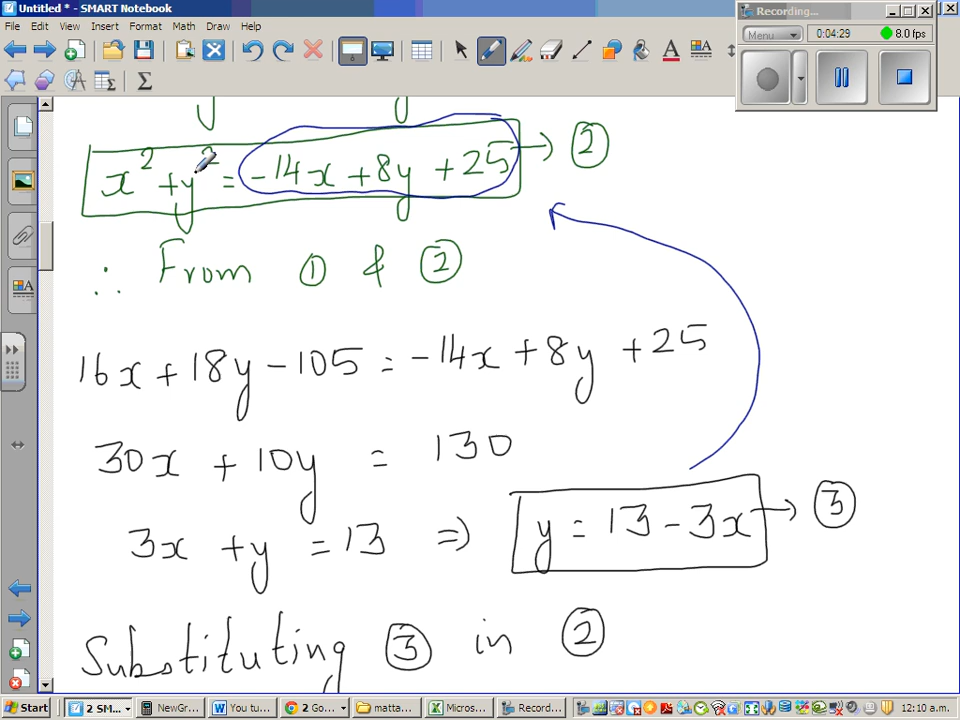 Untitled * - SMART Notebook
File Edit View Insert Format Math Draw Help
Recording...
Menu 0:04:29 8.0 fps
x² + y² = -14x + 8y + 25 → ②
∴ From ① & ②
16x + 18y - 105 = -14x + 8y + 25
30x + 10y = 130
3x + y = 13 ⇒ y = 13 - 3x → ③
Substituting ③ in ②
Start 2 SM... NewGr... You tu... 2 Go... matta... Micros... Record... 12:10 a.m.